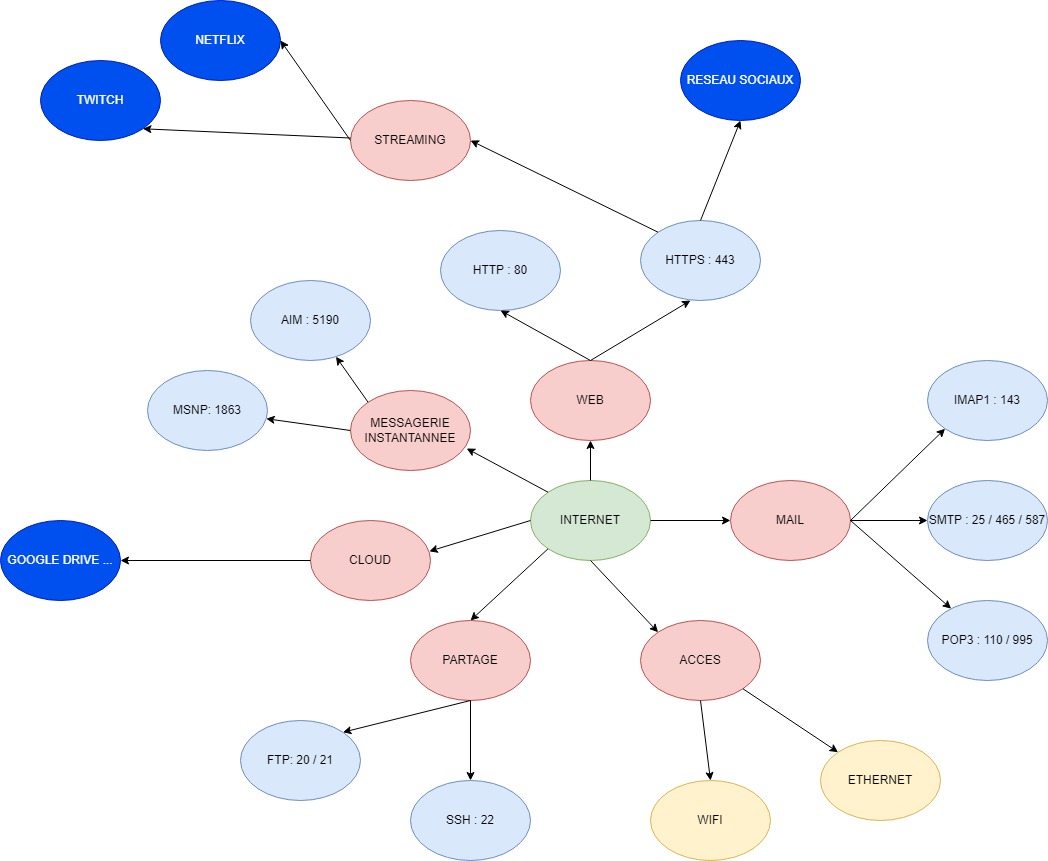 NETFLIX
TWITCH
RESEAU SOCIAUX
STREAMING
HTTP : 80
HTTPS : 443
AIM : 5190
MSNP: 1863
MESSAGERIE
INSTANTANNEE
WEB
IMAP1 : 143
INTERNET
MAIL
SMTP : 25 / 465 / 587
GOOGLE DRIVE ...
CLOUD
POP3 : 110 / 995
PARTAGE
ACCES
FTP: 20 / 21
SSH : 22
WIFI
ETHERNET